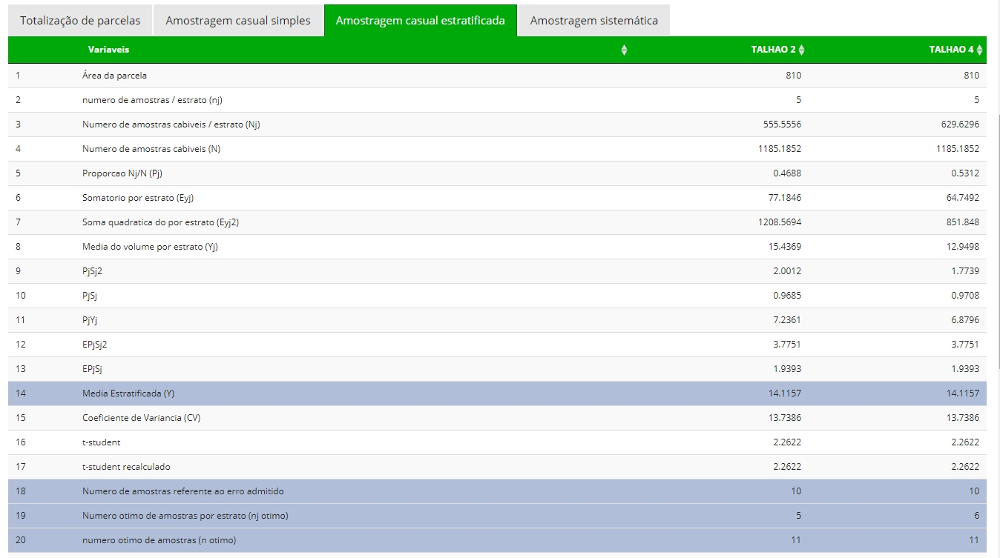 Totalização de parcelas Amostragem casual simples Amostragem casual estratificada Amostragem sistemática
Variaveis TALHAO 2 TALHAO 4
1 Área da parcela 810 810
2 numero de amostras / estrato (nj) 5 5
3 Numero de amostras cabiveis / estrato (Nj) 555.5556 629.6296
4 Numero de amostras cabiveis (N) 1185.1852 1185.1852
5 Proporcao Nj/N (Pj) 0.4688 0.5312
6 Somatorio por estrato (Eyj) 77.1846 64.7492
7 Soma quadratica do por estrato (Eyj2) 1208.5694 851.848
8 Media do volume por estrato (Yj) 15.4369 12.9498
9 PjSj2 2.0012 1.7739
10 PjSj 0.9685 0.9708
11 PjYj 7.2361 6.8796
12 EPjSj2 3.7751 3.7751
13 EPjSj 1.9393 1.9393
14 Media Estratificada (Y) 14.1157 14.1157
15 Coeficiente de Variancia (CV) 13.7386 13.7386
16 t-student 2.2622 2.2622
17 t-student recalculado 2.2622 2.2622
18 Numero de amostras referente ao erro admitido 10 10
19 Numero otimo de amostras por estrato (nj otimo) 5 6
20 numero otimo de amostras (n otimo) 11 11